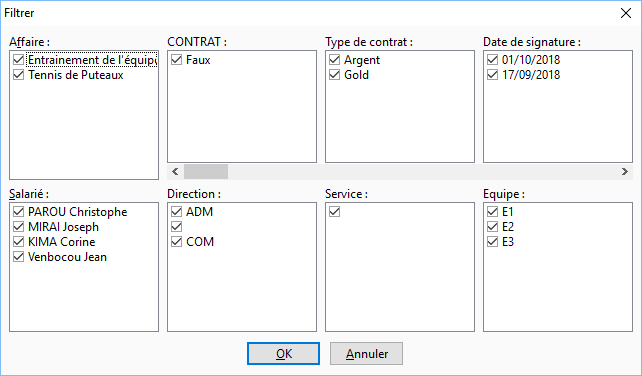 Filtrer
Affaire :
Entrainement de l'équipe
Tennis de Puteaux
CONTRAT :
Faux
Type de contrat :
Argent
Gold
Date de signature :
01/10/2018
17/09/2018
Salarié :
PAROU Christophe
MIRAI Joseph
KIMA Corine
Venbocou Jean
Direction :
ADM
COM
Service :
Equipe :
E1
E2
E3
OK
Annuler